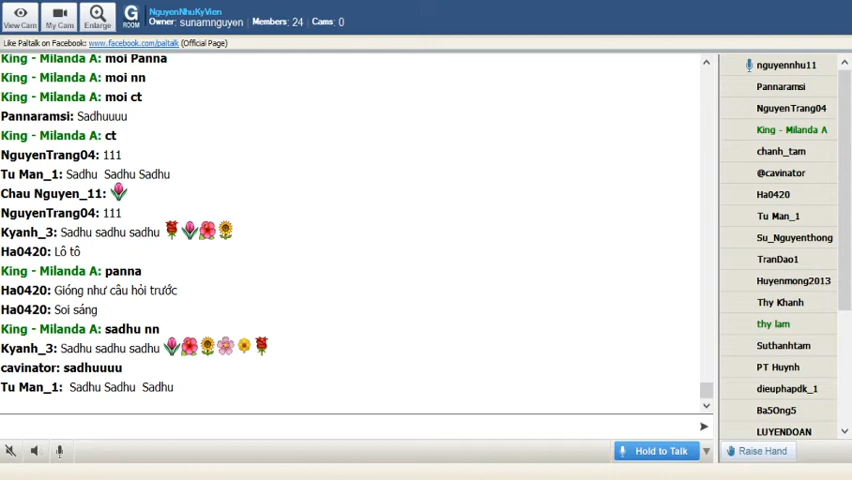 View Cam
My Cam
Enlarge
G
ROOM
NguyenNhuKyVien
Owner: sunamnguyen Members: 24 Cams: 0
Like Paltalk on Facebook: www.facebook.com/paltalk (Official Page)
King - Milanda A: moi Panna
King - Milanda A: moi nn
King - Milanda A: moi ct
Pannaramsi: Sadhuuuu
King - Milanda A: ct
NguyenTrang04: 111
Tu Man_1: Sadhu Sadhu Sadhu
Chau Nguyen_11:
NguyenTrang04: 111
Kyanh_3: Sadhu sadhu sadhu
Ha0420: Lô tô
King - Milanda A: panna
Ha0420: Gióng như câu hỏi trước
Ha0420: Soi sáng
King - Milanda A: sadhu nn
Kyanh_3: Sadhu sadhu sadhu
cavinator: sadhuuuu
Tu Man_1: Sadhu Sadhu Sadhu
Hold to Talk
nguyennhu11
Pannaramsi
NguyenTrang04
King - Milanda A
chanh_tam
@cavinator
Ha0420
Tu Man_1
Su_Nguyenthong
TranDao1
Huyenmong2013
Thy Khanh
thy lam
Suthanhtam
PT Huynh
dieuphapdk_1
Ba5Ong5
LUYENDOAN
Raise Hand